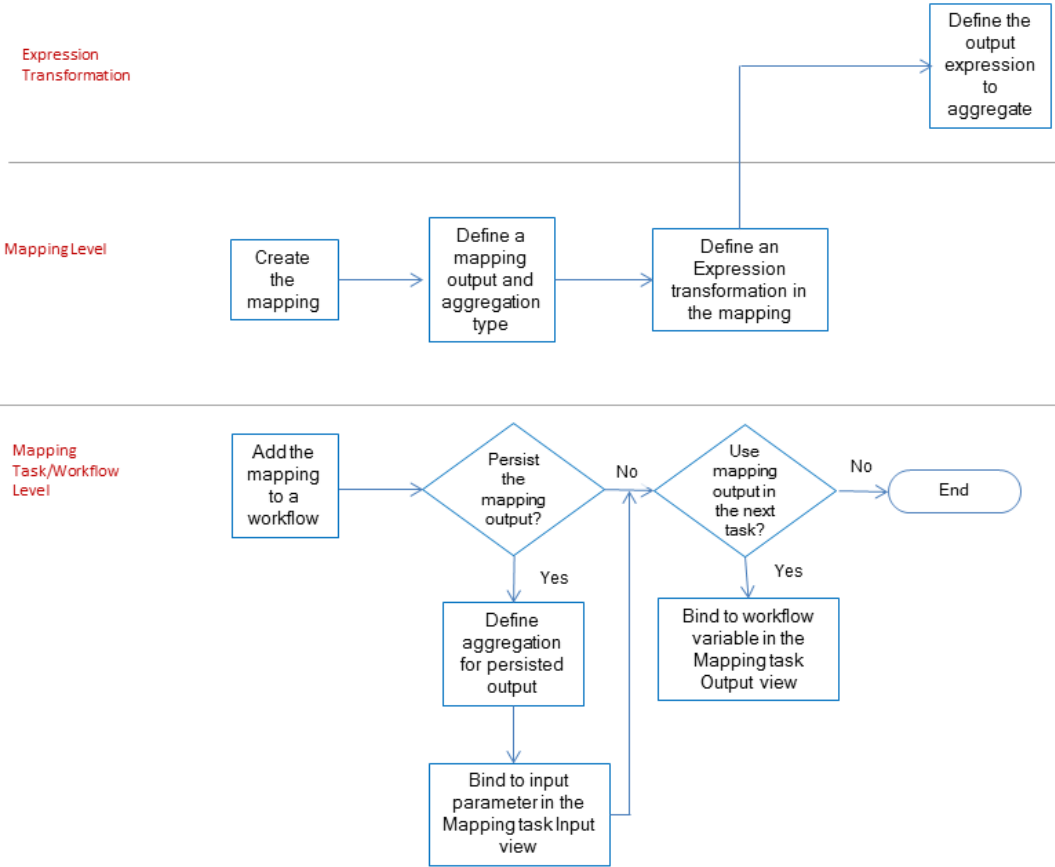 Expression
Transformation
Define the
output
expression
to
aggregate
Mapping Level
Create
the
mapping
Define a
mapping
output and
aggregation
type
Define an
Expression
transformation in
the mapping
Mapping
Task/Workflow
Level
Add the
mapping
to a
workflow
Persist
the
mapping
output?
No
Use
mapping
output in
the next
task?
No
End
Yes
Define
aggregation
for persisted
output
Yes
Bind to workflow
variable in the
Mapping task
Output view
Bind to input
parameter in the
Mapping task Input
view